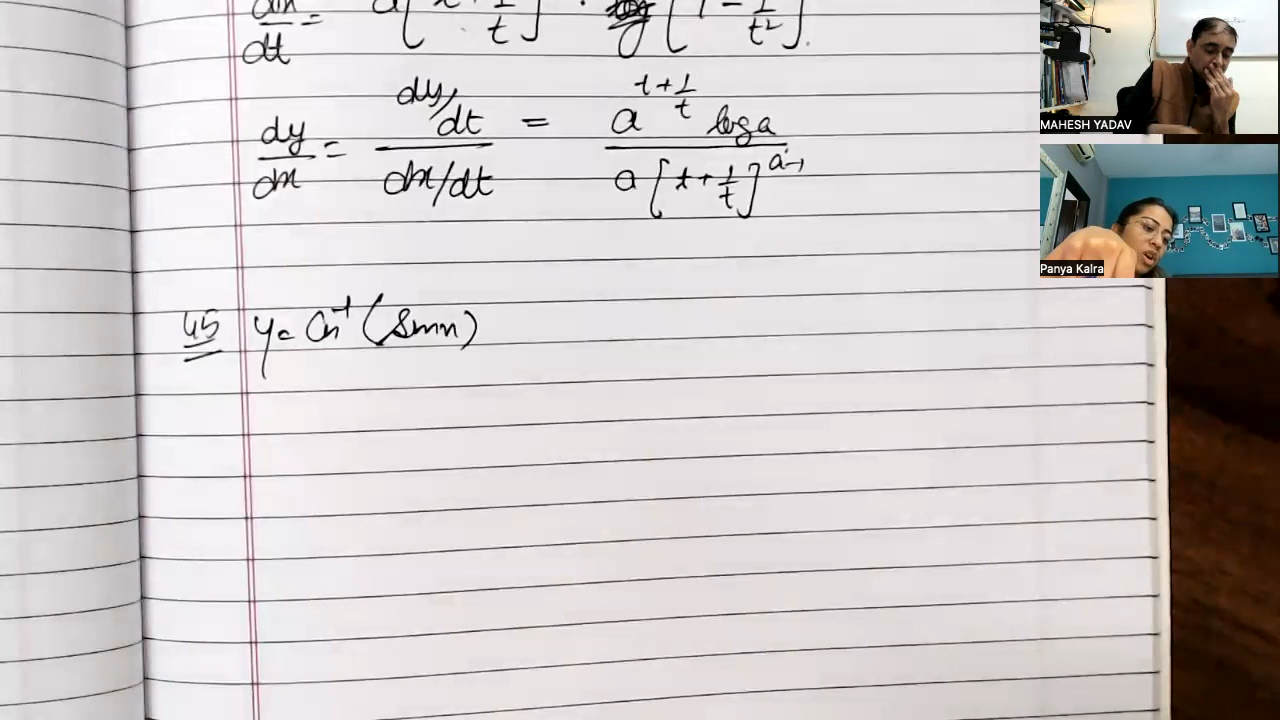 dx/dt = a[t + 1/t] · [1 − 1/t²].
dy/dx = (dy/dt)/(dx/dt) = a^(t+1/t) log a / a[t + 1/t]^(a−1)
45 y = Cos⁻¹(Sinx)
MAHESH YADAV
Panya Kalra